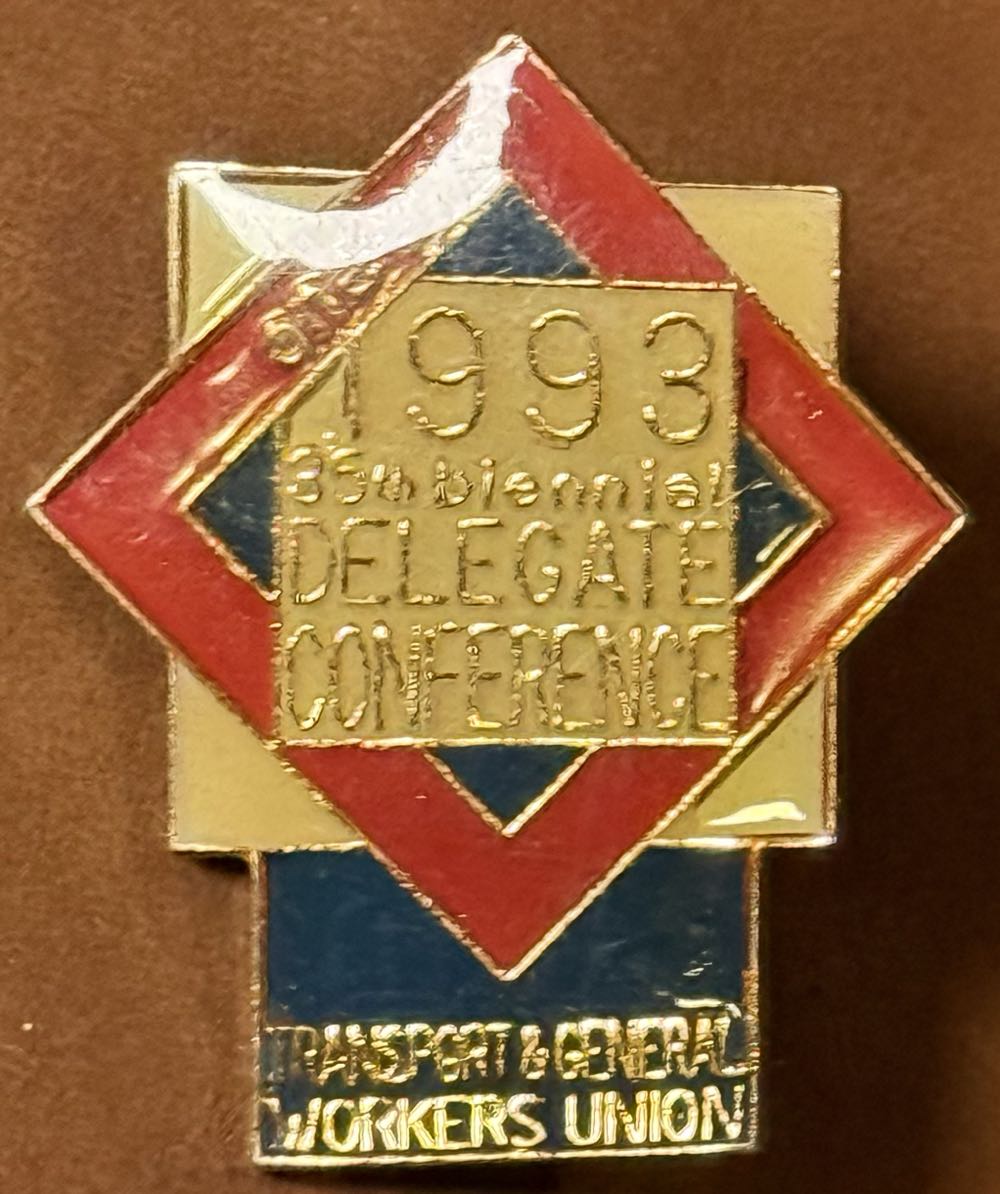 1993
35th biennial
DELEGATE
CONFERENCE
TRANSPORT & GENERAL
WORKERS UNION